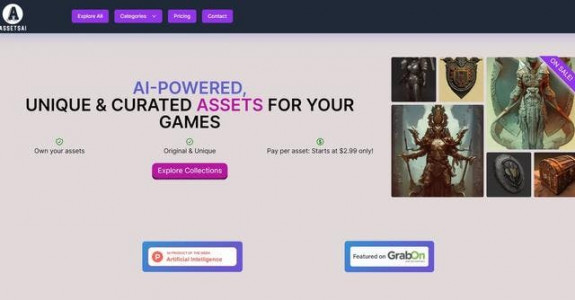 ASSETSAI
Explore All
Categories
Pricing
Contact
AI-POWERED,
UNIQUE & CURATED ASSETS FOR YOUR
GAMES
Own your assets
Original & Unique
Pay per asset: Starts at $2.99 only!
Explore Collections
ON SALE!
P
#1 PRODUCT OF THE WEEK
Artificial Intelligence
Featured on GrabOn